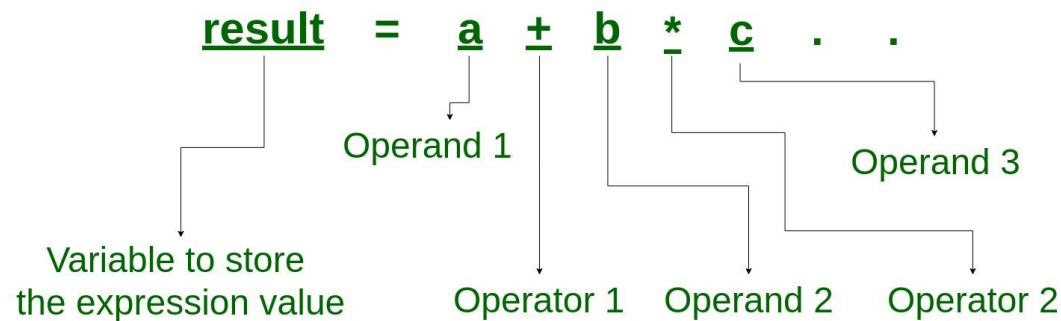 result = a + b * c . .
Operand 1
Operand 3
Variable to store
the expression value
Operator 1
Operand 2
Operator 2